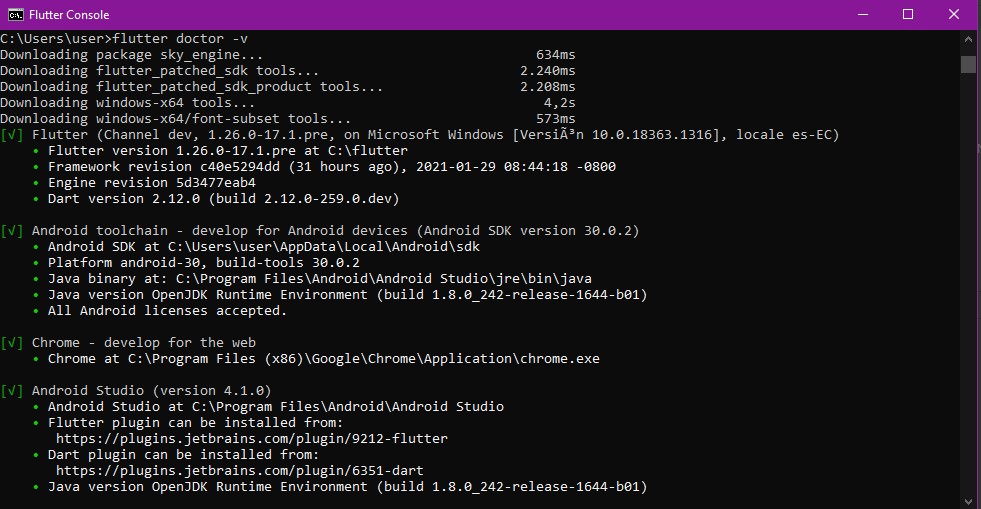 Flutter Console
C:\Users\user>flutter doctor -v
Downloading package sky_engine... 634ms
Downloading flutter_patched_sdk tools... 2.240ms
Downloading flutter_patched_sdk_product tools... 2.208ms
Downloading windows-x64 tools... 4,2s
Downloading windows-x64/font-subset tools... 573ms
[√] Flutter (Channel dev, 1.26.0-17.1.pre, on Microsoft Windows [VersiÃ³n 10.0.18363.1316], locale es-EC)
• Flutter version 1.26.0-17.1.pre at C:\flutter
• Framework revision c40e5294dd (31 hours ago), 2021-01-29 08:44:18 -0800
• Engine revision 5d3477eab4
• Dart version 2.12.0 (build 2.12.0-259.0.dev)
[√] Android toolchain - develop for Android devices (Android SDK version 30.0.2)
• Android SDK at C:\Users\user\AppData\Local\Android\sdk
• Platform android-30, build-tools 30.0.2
• Java binary at: C:\Program Files\Android\Android Studio\jre\bin\java
• Java version OpenJDK Runtime Environment (build 1.8.0_242-release-1644-b01)
• All Android licenses accepted.
[√] Chrome - develop for the web
• Chrome at C:\Program Files (x86)\Google\Chrome\Application\chrome.exe
[√] Android Studio (version 4.1.0)
• Android Studio at C:\Program Files\Android\Android Studio
• Flutter plugin can be installed from:
https://plugins.jetbrains.com/plugin/9212-flutter
• Dart plugin can be installed from:
https://plugins.jetbrains.com/plugin/6351-dart
• Java version OpenJDK Runtime Environment (build 1.8.0_242-release-1644-b01)